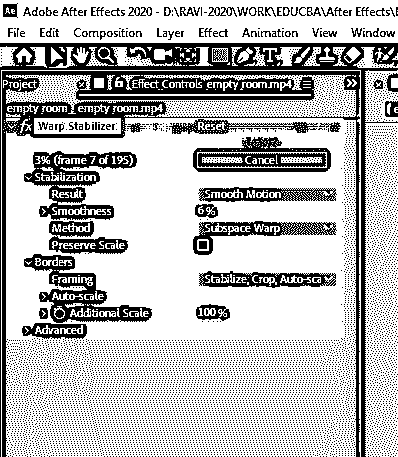 Adobe After Effects 2020 - D:\RAVI-2020\WORK\EDUCBA\After Effects\E
File Edit Composition Layer Effect Animation View Window
Project Effect Controls empty room.mp4
empty room empty room.mp4
fx Warp Stabilizer Reset
3% (frame 7 of 195) Cancel
Stabilization
Result Smooth Motion
Smoothness 6%
Method Subspace Warp
Preserve Scale
Borders
Framing Stabilize, Crop, Auto-sca
Auto-scale
Additional Scale 100%
Advanced